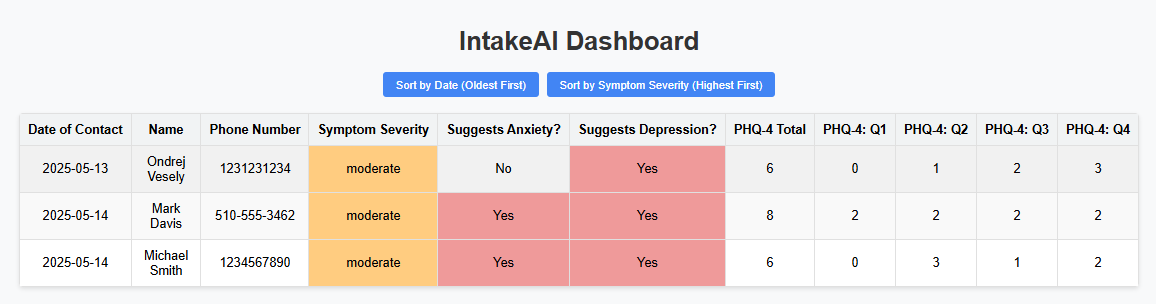 IntakeAI Dashboard
Sort by Date (Oldest First) Sort by Symptom Severity (Highest First)
Date of Contact Name Phone Number Symptom Severity Suggests Anxiety? Suggests Depression? PHQ-4 Total PHQ-4: Q1 PHQ-4: Q2 PHQ-4: Q3 PHQ-4: Q4
2025-05-13 Ondrej Vesely 1231231234 moderate No Yes 6 0 1 2 3
2025-05-14 Mark Davis 510-555-3462 moderate Yes Yes 8 2 2 2 2
2025-05-14 Michael Smith 1234567890 moderate Yes Yes 6 0 3 1 2